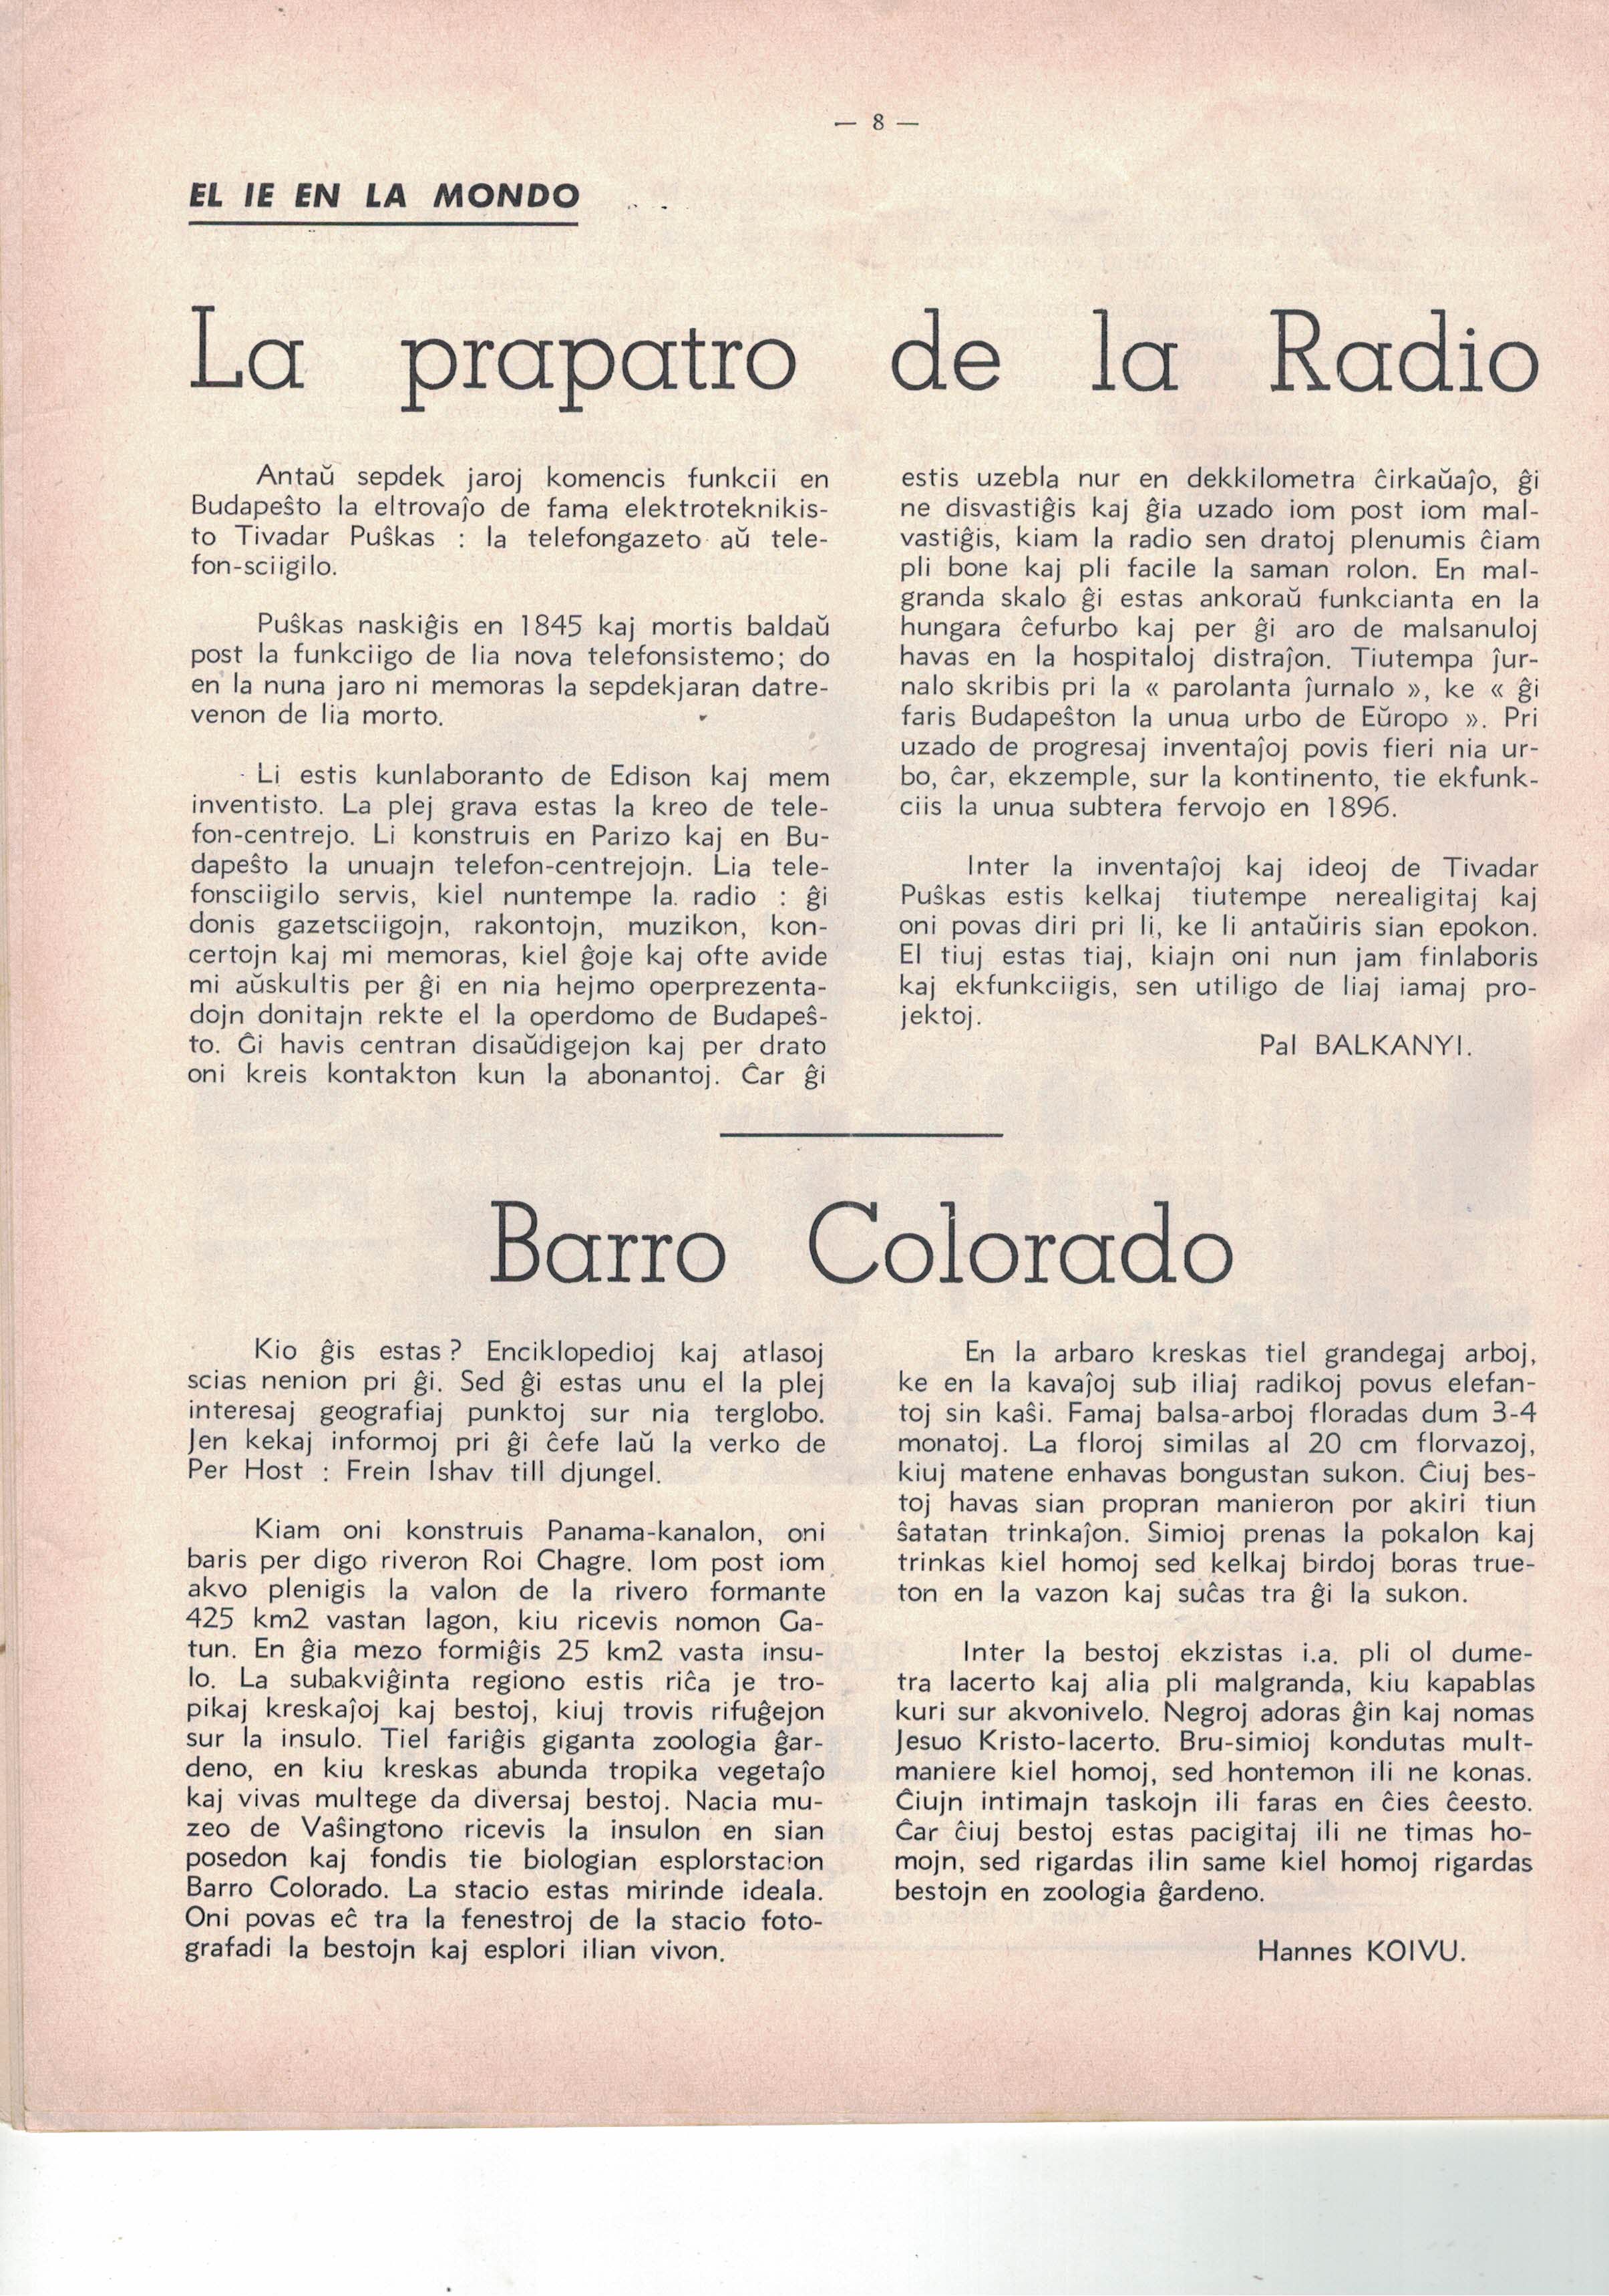 — 8 —
EL IE EN LA MONDO
La prapatro de la Radio
Antaŭ sepdek jaroj komencis funkcii en
Budapeŝto la eltrovaĵo de fama elektroteknikis-
to Tivadar Puŝkas : la telefongazeto aŭ tele-
fon-sciigilo.
Puŝkas naskiĝis en 1845 kaj mortis baldaŭ
post la funkciigo de lia nova telefonsistemo; do
en la nuna jaro ni memoras la sepdekjaran datre-
venon de lia morto.
Li estis kunlaboranto de Edison kaj mem
inventisto. La plej grava estas la kreo de tele-
fon-centrejo. Li konstruis en Parizo kaj en Bu-
dapeŝto la unuajn telefon-centrejojn. Lia tele-
fonsciigilo servis, kiel nuntempe la radio : ĝi
donis gazetsciigojn, rakontojn, muzikon, kon-
certojn kaj mi memoras, kiel ĝoje kaj ofte avide
mi aŭskultis per ĝi en nia hejmo operprezenta-
dojn donitajn rekte el la operdomo de Budapeŝ-
to. Ĝi havis centran disaŭdigejon kaj per drato
oni kreis kontakton kun la abonantoj. Ĉar ĝi
estis uzebla nur en dekkilometra ĉirkaŭaĵo, ĝi
ne disvastiĝis kaj ĝia uzado iom post iom mal-
vastiĝis, kiam la radio sen dratoj plenumis ĉiam
pli bone kaj pli facile la saman rolon. En mal-
granda skalo ĝi estas ankoraŭ funkcianta en la
hungara ĉefurbo kaj per ĝi aro de malsanuloj
havas en la hospitaloj distraĵon. Tiutempa ĵur-
nalo skribis pri la « parolanta ĵurnalo », ke « ĝi
faris Budapeŝton la unua urbo de Eŭropo ». Pri
uzado de progresaj inventaĵoj povis fieri nia ur-
bo, ĉar, ekzemple, sur la kontinento, tie ekfunk-
ciis la unua subtera fervojo en 1896.
Inter la inventaĵoj kaj ideoj de Tivadar
Puŝkas estis kelkaj tiutempe nerealigitaj kaj
oni povas diri pri li, ke li antaŭiris sian epokon.
El tiuj estas tiaj, kiajn oni nun jam finlaboris
kaj ekfunkciigis, sen utiligo de liaj iamaj pro-
jektoj.
Pal BALKANYI.
Barro Colorado
Kio ĝis estas ? Enciklopedioj kaj atlasoj
scias nenion pri ĝi. Sed ĝi estas unu el la plej
interesaj geografiaj punktoj sur nia terglobo.
Jen kekaj informoj pri ĝi ĉefe laŭ la verko de
Per Host : Frein Ishav till djungel.
Kiam oni konstruis Panama-kanalon, oni
baris per digo riveron Roi Chagre. Iom post iom
akvo plenigis la valon de la rivero formante
425 km2 vastan lagon, kiu ricevis nomon Ga-
tun. En ĝia mezo formiĝis 25 km2 vasta insu-
lo. La subakviĝinta regiono estis riĉa je tro-
pikaj kreskaĵoj kaj bestoj, kiuj trovis rifuĝejon
sur la insulo. Tiel fariĝis giganta zoologia ĝar-
deno, en kiu kreskas abunda tropika vegetaĵo
kaj vivas multege da diversaj bestoj. Nacia mu-
zeo de Vaŝingtono ricevis la insulon en sian
posedon kaj fondis tie biologian esplorstacion
Barro Colorado. La stacio estas mirinde ideala.
Oni povas eĉ tra la fenestroj de la stacio foto-
grafadi la bestojn kaj esplori ilian vivon.
En la arbaro kreskas tiel grandegaj arboj,
ke en la kavaĵoj sub iliaj radikoj povus elefan-
toj sin kaŝi. Famaj balsa-arboj floradas dum 3-4
monatoj. La floroj similas al 20 cm florvazoj,
kiuj matene enhavas bongustan sukon. Ĉiuj bes-
toj havas sian propran manieron por akiri tiun
ŝatatan trinkaĵon. Simioj prenas la pokalon kaj
trinkas kiel homoj sed kelkaj birdoj boras true-
ton en la vazon kaj suĉas tra ĝi la sukon.
Inter la bestoj ekzistas i.a. pli ol dume-
tra lacerto kaj alia pli malgranda, kiu kapablas
kuri sur akvonivelo. Negroj adoras ĝin kaj nomas
Jesuo Kristo-lacerto. Bru-simioj kondutas mult-
maniere kiel homoj, sed hontemon ili ne konas.
Ĉiujn intimajn taskojn ili faras en ĉies ĉeesto.
Ĉar ĉiuj bestoj estas pacigitaj ili ne timas ho-
mojn, sed rigardas ilin same kiel homoj rigardas
bestojn en zoologia ĝardeno.
Hannes KOIVU.